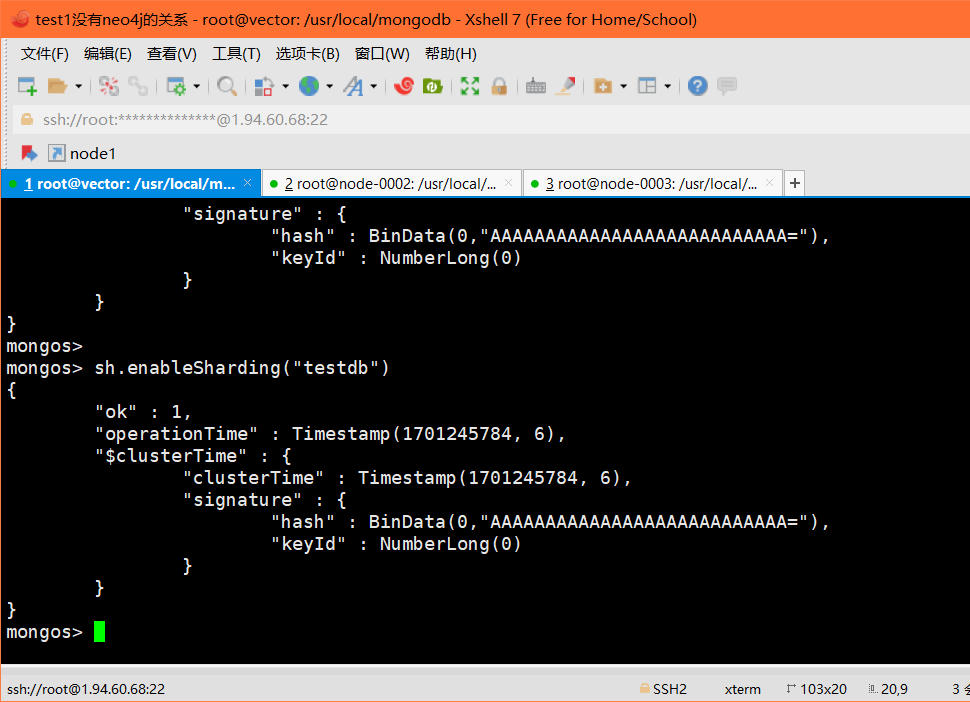 test1没有neo4j的关系 - root@vector: /usr/local/mongodb - Xshell 7 (Free for Home/School)
文件(F) 编辑(E) 查看(V) 工具(T) 选项卡(B) 窗口(W) 帮助(H)
ssh://root:**************@1.94.60.68:22
node1
1 root@vector: /usr/local/m... × 2 root@node-0002: /usr/local/... × 3 root@node-0003: /usr/local/... × +
"signature" : {
"hash" : BinData(0,"AAAAAAAAAAAAAAAAAAAAAAAAAAA="),
"keyId" : NumberLong(0)
}
}
}
mongos>
mongos> sh.enableSharding("testdb")
{
"ok" : 1,
"operationTime" : Timestamp(1701245784, 6),
"$clusterTime" : {
"clusterTime" : Timestamp(1701245784, 6),
"signature" : {
"hash" : BinData(0,"AAAAAAAAAAAAAAAAAAAAAAAAAAA="),
"keyId" : NumberLong(0)
}
}
}
mongos>
ssh://root@1.94.60.68:22 SSH2 xterm 103x20 20,9 3